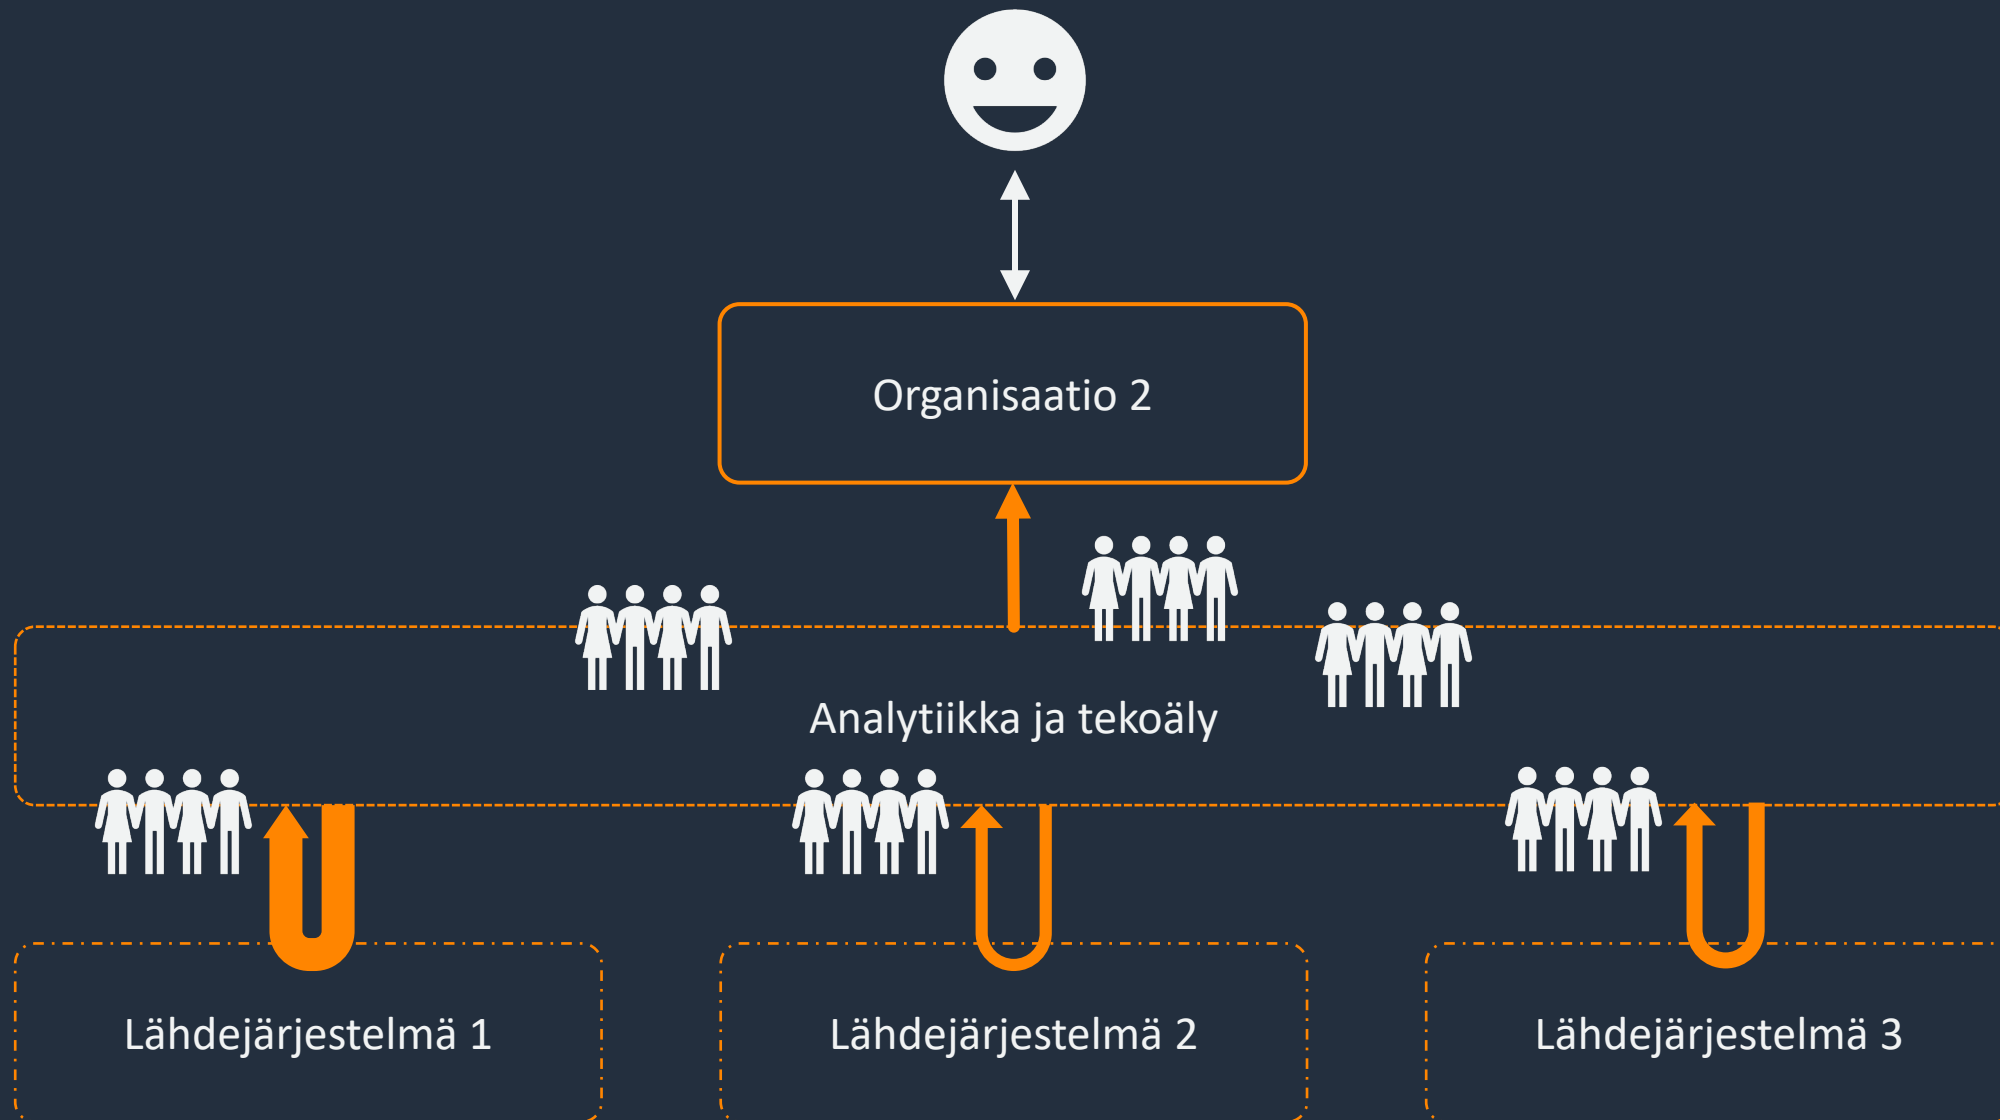 Organisaatio 2
Analytiikka ja tekoäly
Lähdejärjestelmä 1
Lähdejärjestelmä 2
Lähdejärjestelmä 3